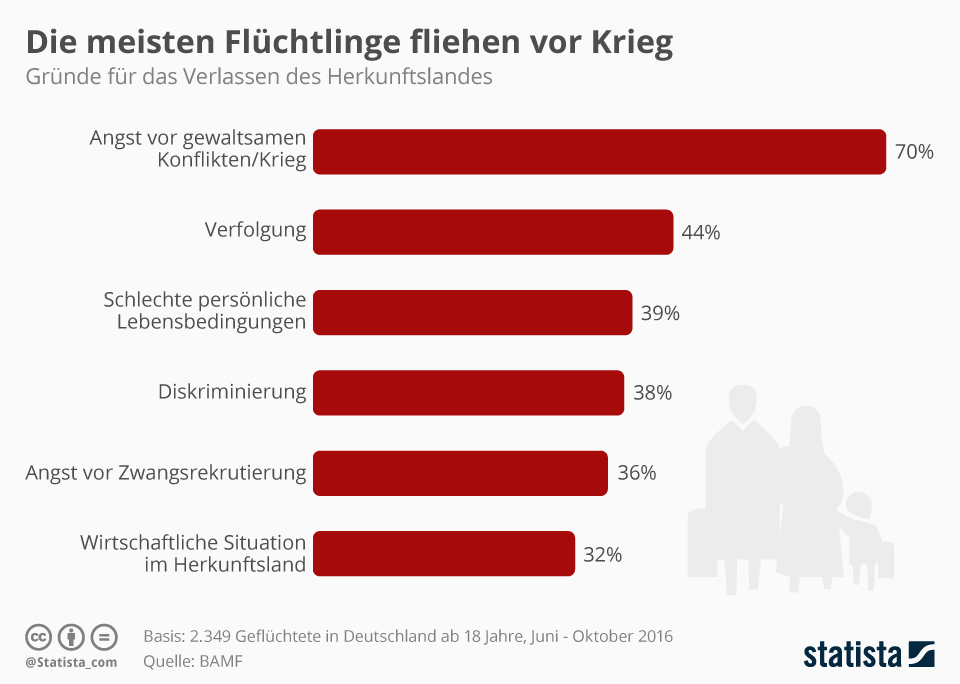 Die meisten Flüchtlinge fliehen vor Krieg
Gründe für das Verlassen des Herkunftslandes
Angst vor gewaltsamen
Konflikten/Krieg
70%
Verfolgung
44%
Schlechte persönliche
Lebensbedingungen
39%
Diskriminierung
38%
Angst vor Zwangsrekrutierung
36%
Wirtschaftliche Situation
im Herkunftsland
32%
cc
@Statista_com
Basis: 2.349 Geflüchtete in Deutschland ab 18 Jahre, Juni - Oktober 2016
Quelle: BAMF
statista